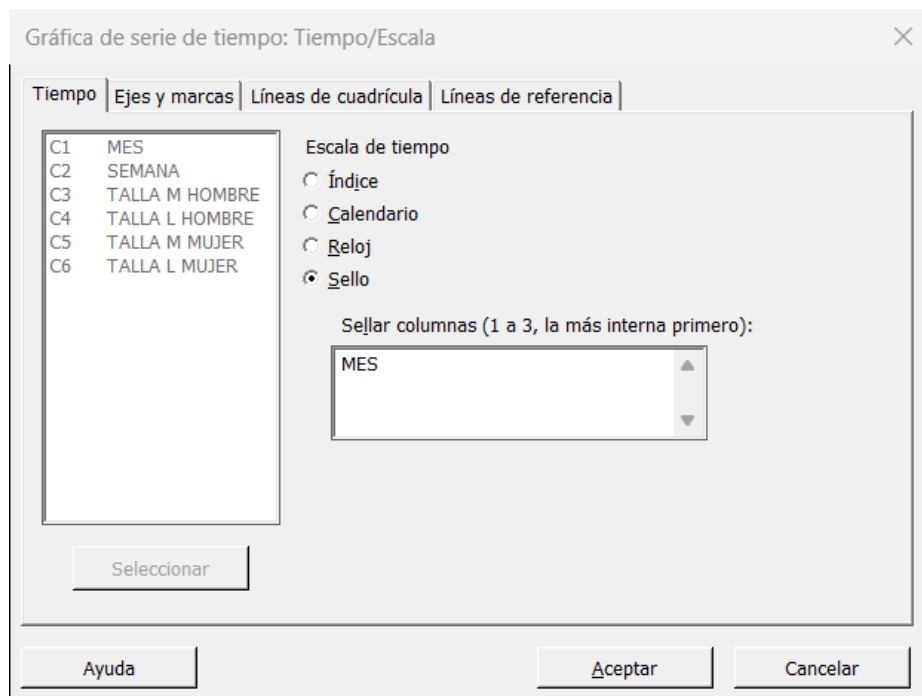 Gráfica de serie de tiempo: Tiempo/Escala
Tiempo Ejes y marcas Líneas de cuadrícula Líneas de referencia
C1 MES
C2 SEMANA
C3 TALLA M HOMBRE
C4 TALLA L HOMBRE
C5 TALLA M MUJER
C6 TALLA L MUJER
Seleccionar
Escala de tiempo
Índice
Calendario
Reloj
Sello
Sellar columnas (1 a 3, la más interna primero):
MES
Ayuda Aceptar Cancelar